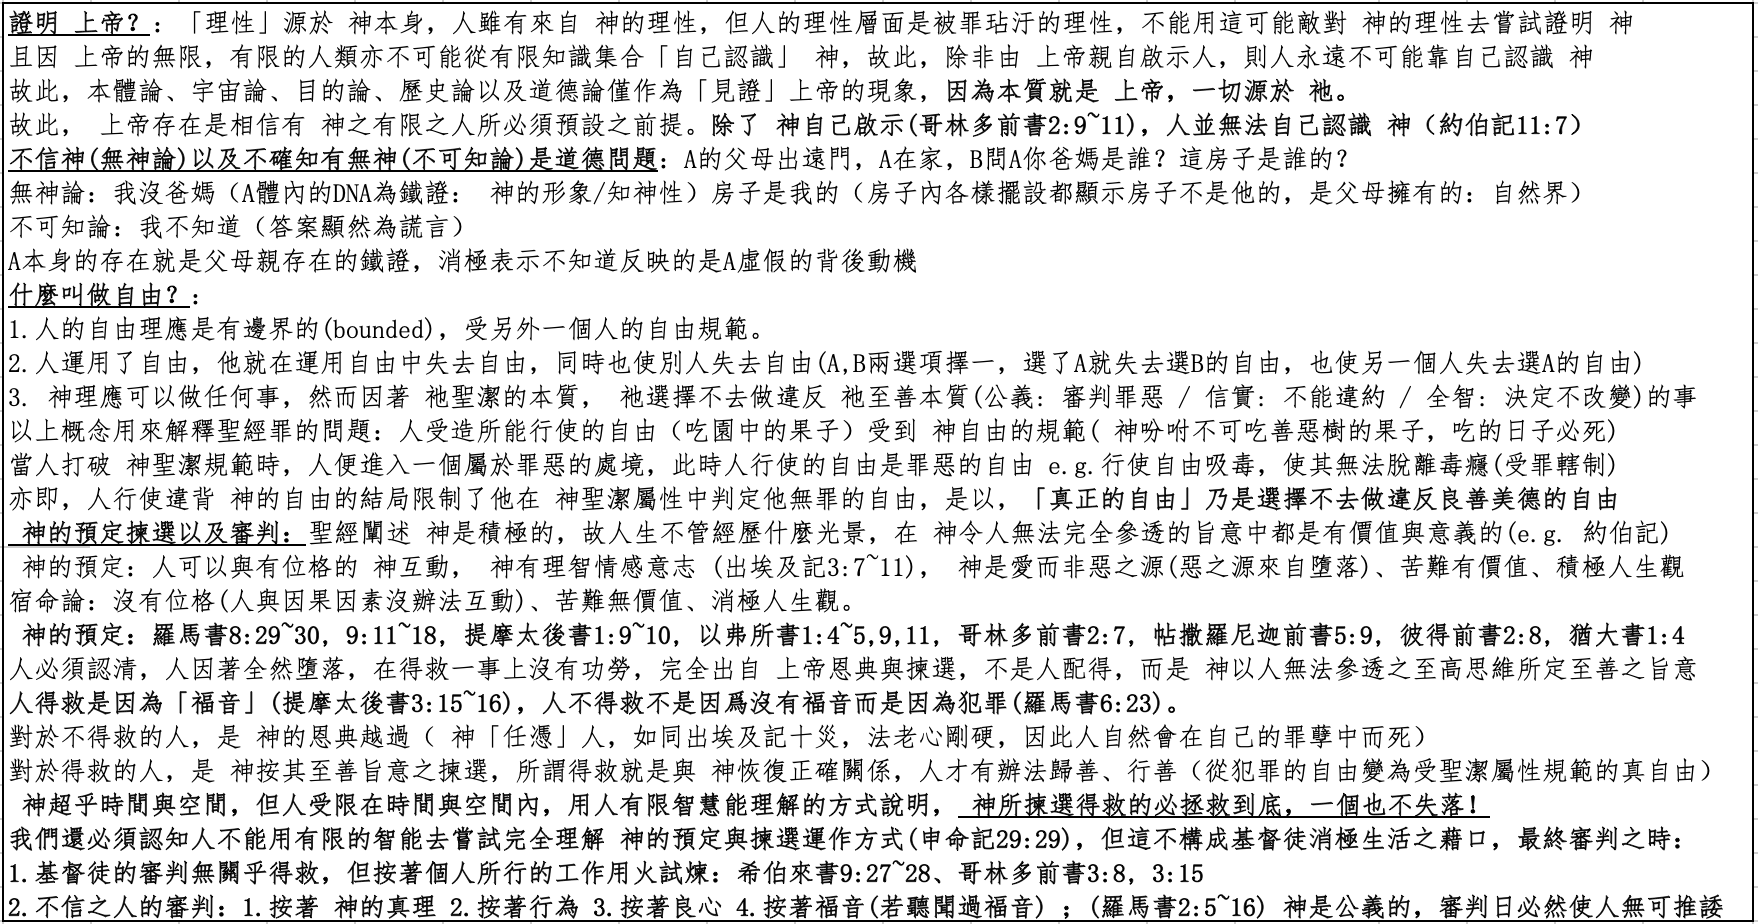 證明 上帝?: 「理性」源於 神本身, 人雖有來自 神的理性, 但人的理性層面是被罪玷汙的理性, 不能用這可能敵對 神的理性去嘗試證明 神
且因 上帝的無限, 有限的人類亦不可能從有限知識集合「自己認識」 神, 故此, 除非由 上帝親自啟示人, 則人永遠不可能靠自己認識 神
故此, 本體論、宇宙論、目的論、歷史論以及道德論僅作為「見證」上帝的現象, 因為本質就是 上帝, 一切源於 祂。
故此, 上帝存在是相信有 神之有限之人所必須預設之前提。除了 神自己啟示(哥林多前書2:9~11), 人並無法自己認識 神 (約伯記11:7)
不信神(無神論)以及不確知有無神(不可知論)是道德問題: A的父母出遠門, A在家, B問A你爸媽是誰? 這房子是誰的?
無神論: 我沒爸媽 (A體內的DNA為鐵證: 神的形象/知神性) 房子是我的 (房子內各樣擺設都顯示房子不是他的, 是父母擁有的: 自然界)
不可知論: 我不知道 (答案顯然為謊言)
A本身的存在就是父母親存在的鐵證, 消極表示不知道反映的是A虛假的背後動機
什麼叫做自由?:
1. 人的自由理應是有邊界的(bounded), 受另外一個人的自由規範。
2. 人運用了自由, 他就在運用自由中失去自由, 同時也使別人失去自由(A,B兩選項擇一, 選了A就失去選B的自由, 也使另一個人失去選A的自由)
3. 神理應可以做任何事, 然而因著 祂聖潔的本質, 祂選擇不去做違反 祂至善本質(公義: 審判罪惡 / 信實: 不能違約 / 全智: 決定不改變)的事
以上概念用來解釋聖經罪的問題: 人受造所能行使的自由 (吃園中的果子) 受到 神自由的規範( 神吩咐不可吃善惡樹的果子, 吃的日子必死)
當人打破 神聖潔規範時, 人便進入一個屬於罪惡的處境, 此時人行使的自由是罪惡的自由 e.g.行使自由吸毒, 使其無法脫離毒癮(受罪轄制)
亦即, 人行使違背 神的自由的結局限制了他在 神聖潔屬性中判定他無罪的自由, 是以, 「真正的自由」乃是選擇不去做違反良善美德的自由
神的預定揀選以及審判: 聖經闡述 神是積極的, 故人生不管經歷什麼光景, 在 神令人無法完全參透的旨意中都是有價值與意義的(e.g. 約伯記)
神的預定: 人可以與有位格的 神互動, 神有理智情感意志 (出埃及記3:7~11), 神是愛而非惡之源(惡之源來自墮落)、苦難有價值、積極人生觀
宿命論: 沒有位格(人與因果因素沒辦法互動)、苦難無價值、消極人生觀。
神的預定: 羅馬書8:29~30, 9:11~18, 提摩太後書1:9~10, 以弗所書1:4~5,9,11, 哥林多前書2:7, 帖撒羅尼迦前書5:9, 彼得前書2:8, 猶大書1:4
人必須認清, 人因著全然墮落, 在得救一事上沒有功勞, 完全出自 上帝恩典與揀選, 不是人配得, 而是 神以人無法參透之至高思維所定至善之旨意
人得救是因為「福音」(提摩太後書3:15~16), 人不得救不是因爲沒有福音而是因為犯罪(羅馬書6:23)。
對於不得救的人, 是 神的恩典越過 ( 神「任憑」人, 如同出埃及記十災, 法老心剛硬, 因此人自然會在自己的罪孽中而死)
對於得救的人, 是 神按其至善旨意之揀選, 所謂得救就是與 神恢復正確關係, 人才有辦法歸善、行善 (從犯罪的自由變為受聖潔屬性規範的真自由)
神超乎時間與空間, 但人受限在時間與空間內, 用人有限智慧能理解的方式說明, 神所揀選得救的必拯救到底, 一個也不失落!
我們還必須認知人不能用有限的智能去嘗試完全理解 神的預定與揀選運作方式(申命記29:29), 但這不構成基督徒消極生活之藉口, 最終審判之時:
1. 基督徒的審判無關乎得救, 但按著個人所行的工作用火試煉: 希伯來書9:27~28、哥林多前書3:8, 3:15
2. 不信之人的審判: 1.按著 神的真理 2.按著行為 3.按著良心 4.按著福音(若聽聞過福音) ; (羅馬書2:5~16) 神是公義的, 審判日必然使人無可推諉